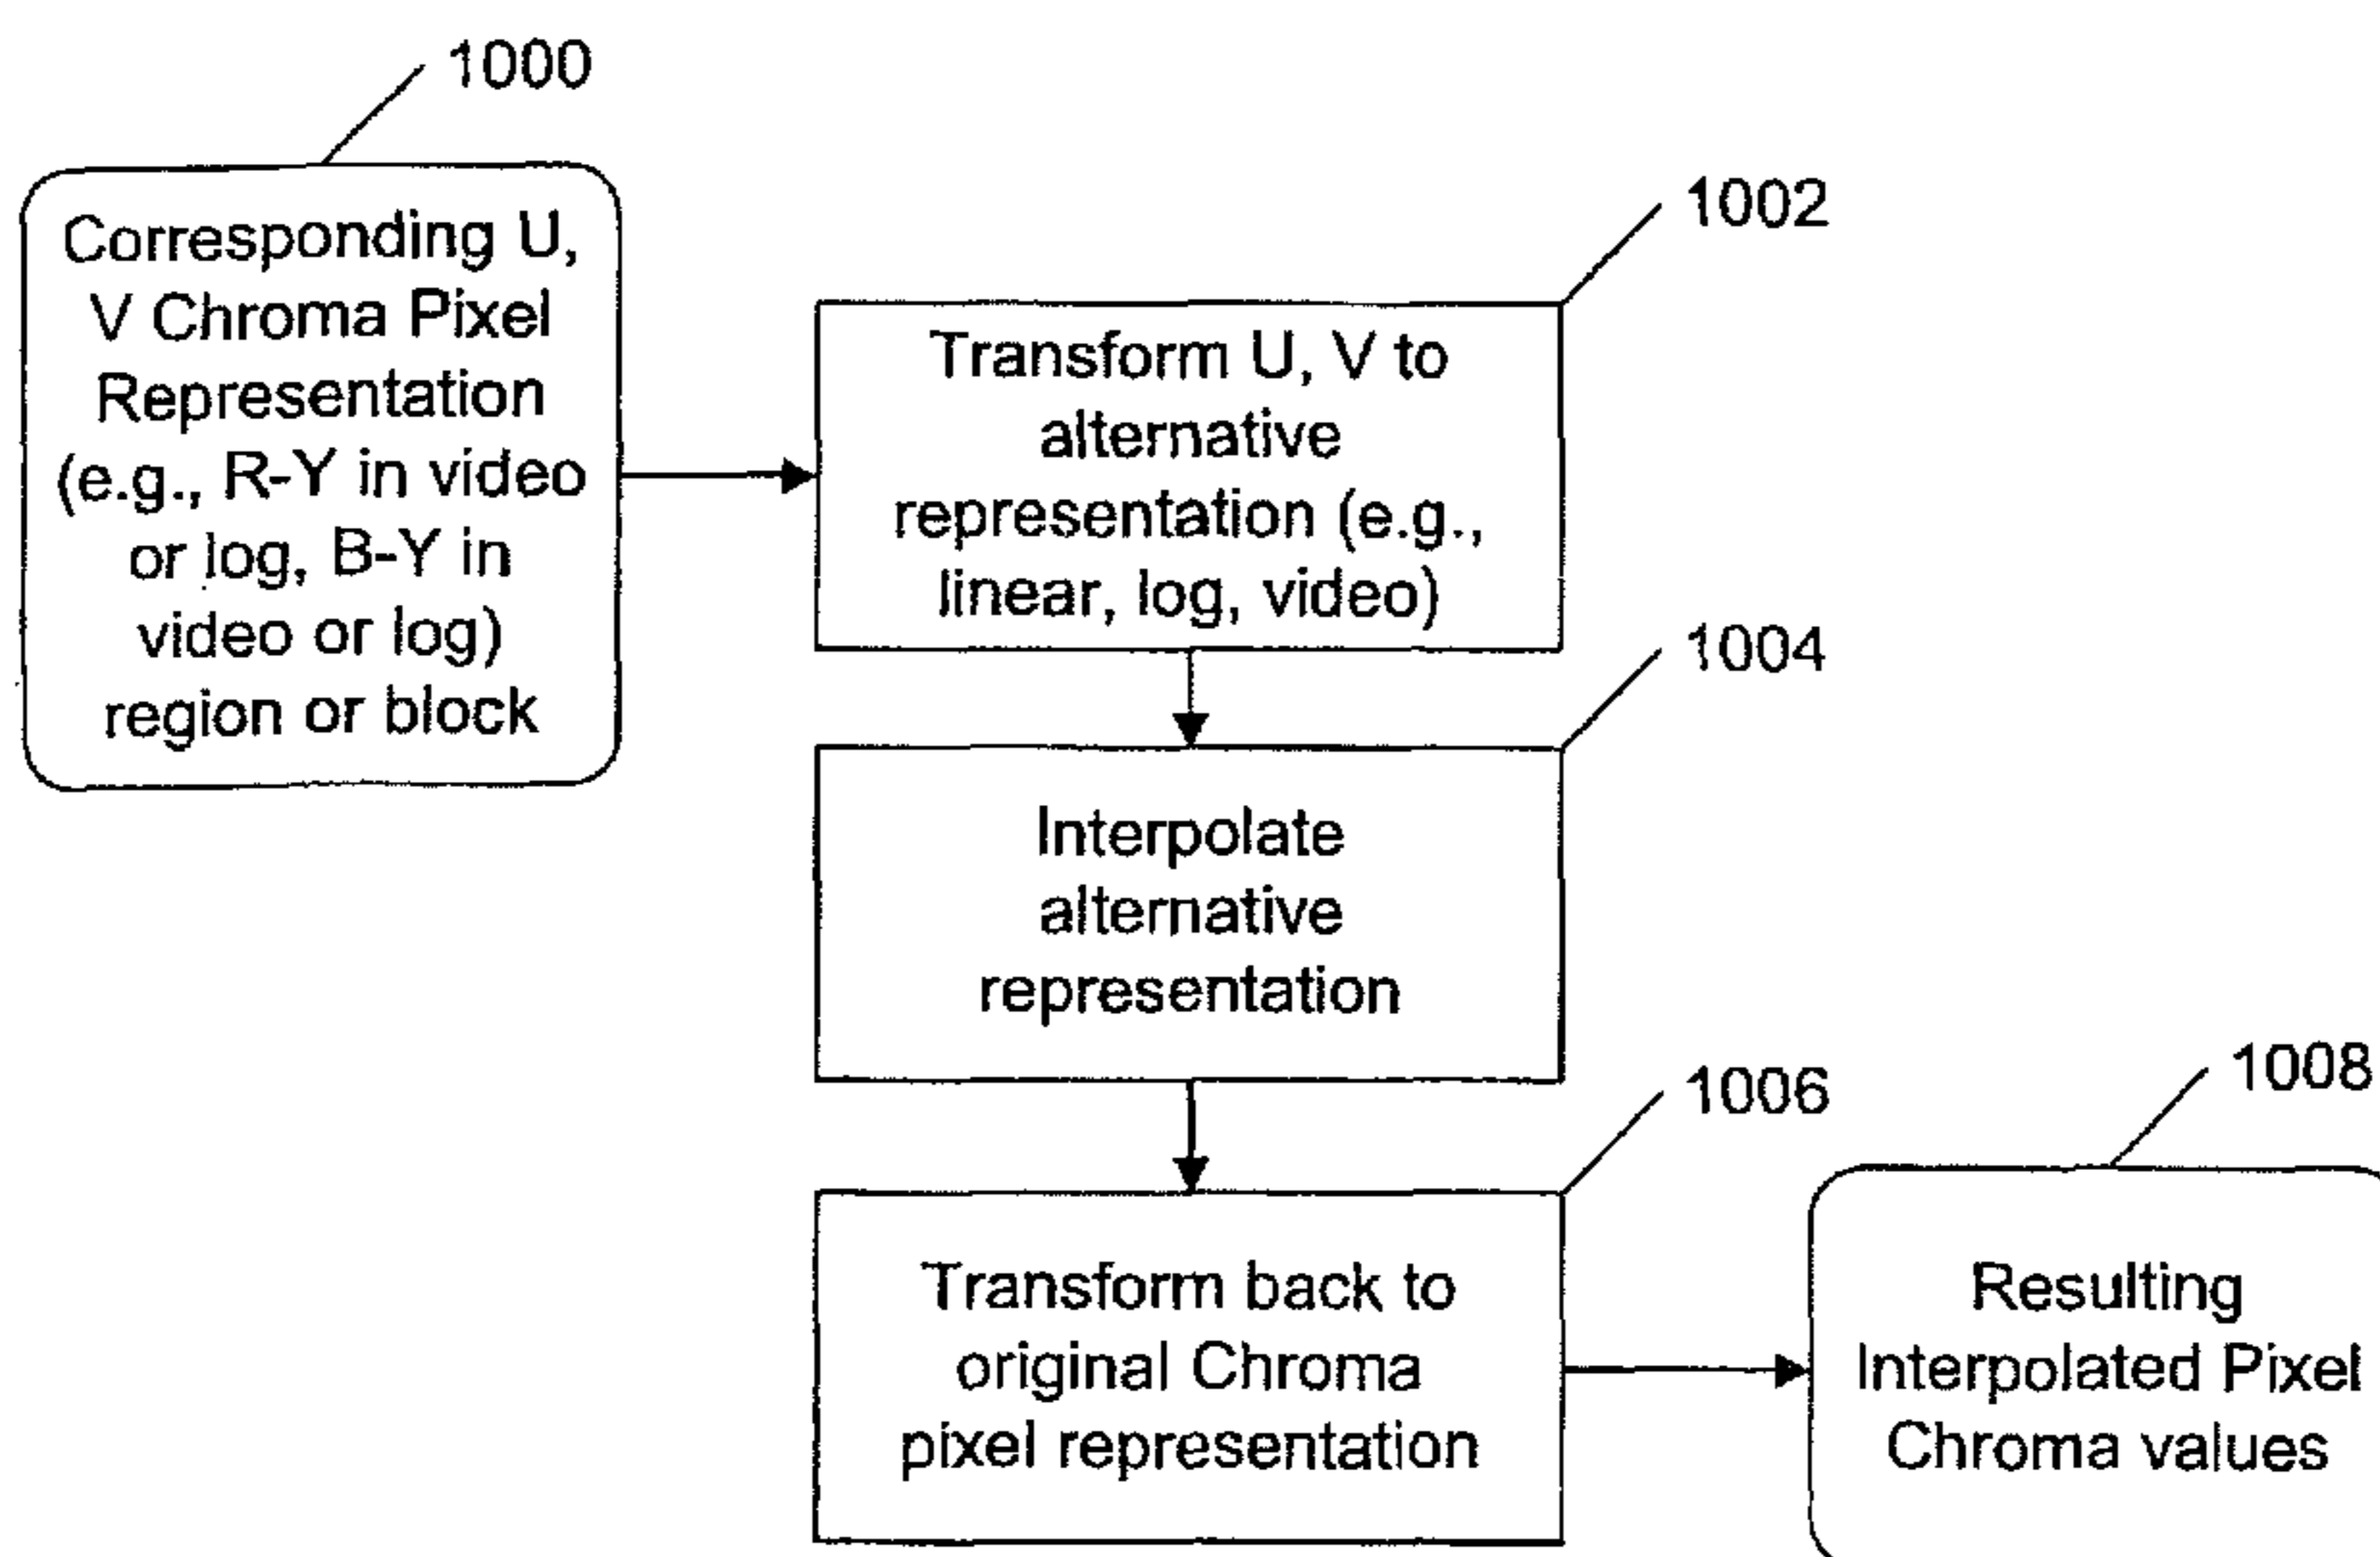 1000
Corresponding U,
V Chroma Pixel
Representation
(e.g., R-Y in video
or log, B-Y in
video or log)
region or block
1002
Transform U, V to
alternative
representation (e.g.,
linear, log, video)
1004
Interpolate
alternative
representation
1006
Transform back to
original Chroma
pixel representation
1008
Resulting
Interpolated Pixel
Chroma values